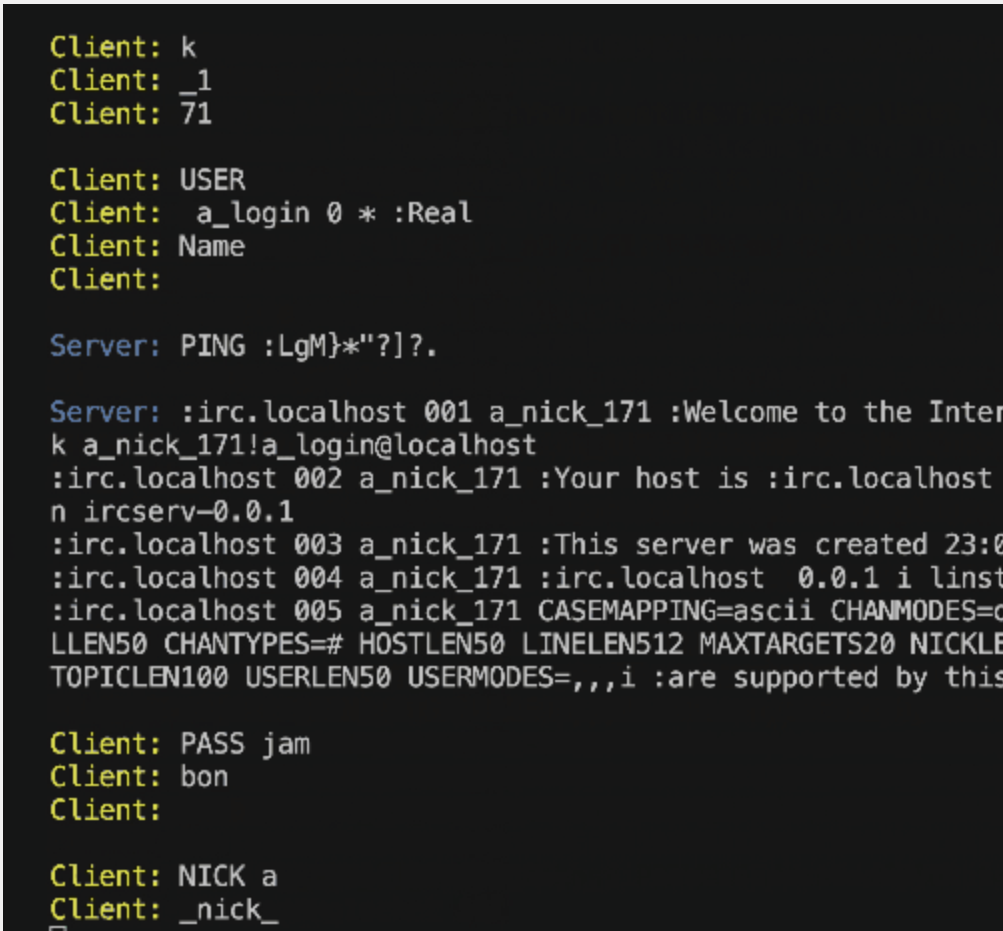 Client: k
Client: _1
Client: 71
Client: USER
Client:  a_login 0 * :Real
Client: Name
Client:
Server: PING :LgM}*"?]?.
Server: :irc.localhost 001 a_nick_171 :Welcome to the Inter
k a_nick_171!a_login@localhost
:irc.localhost 002 a_nick_171 :Your host is :irc.localhost
n ircserv-0.0.1
:irc.localhost 003 a_nick_171 :This server was created 23:0
:irc.localhost 004 a_nick_171 :irc.localhost  0.0.1 i linst
:irc.localhost 005 a_nick_171 CASEMAPPING=ascii CHANMODES=
LLEN50 CHANTYPES=# HOSTLEN50 LINELEN512 MAXTARGETS20 NICKLE
TOPICLEN100 USERLEN50 USERMODES=,,,i :are supported by this
Client: PASS jam
Client: bon
Client:
Client: NICK a
Client: _nick_